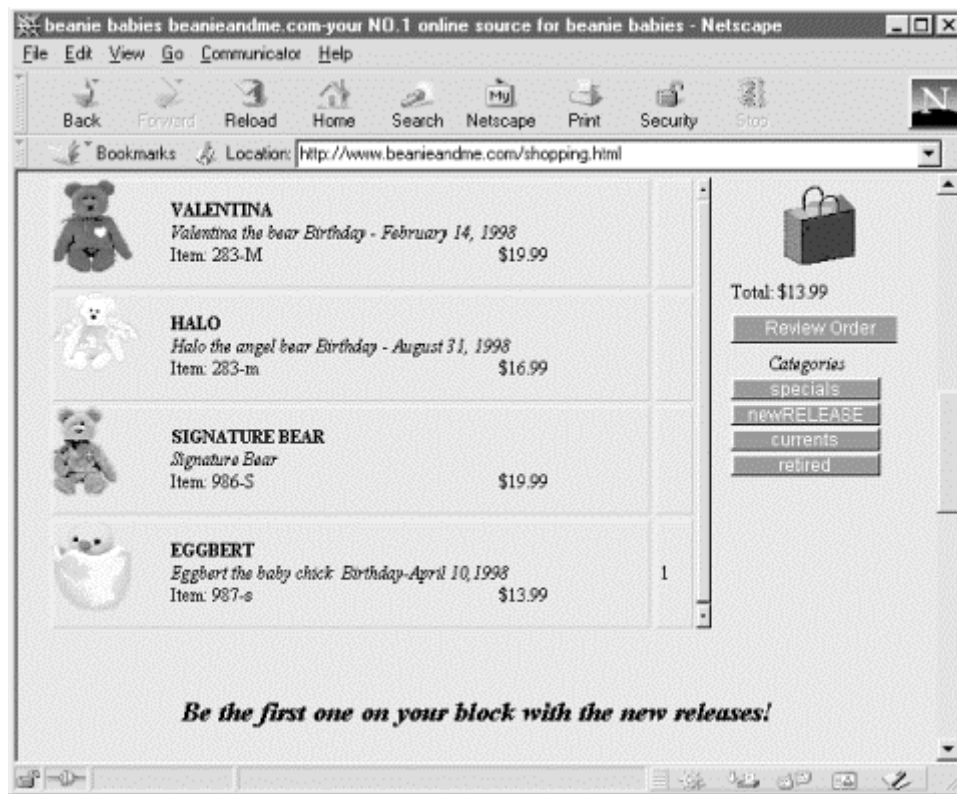 beanie babies beanieandme.com-your NO.1 online source for beanie babies - Netscape
File Edit View Go Communicator Help
Back Forward Reload Home Search Netscape Print Security Stop
My
N
Bookmarks Location: http://www.beanieandme.com/shopping.html
VALENTINA
Valentina the bear Birthday - February 14, 1998
Item: 283-M $19.99
HALO
Halo the angel bear Birthday - August 31, 1998
Item: 283-m $16.99
SIGNATURE BEAR
Signature Bear
Item: 986-S $19.99
EGGBERT
Eggbert the baby chick Birthday-April 10,1998
Item: 987-s $13.99
1
Total: $13.99
Review Order
Categories
specials
newRELEASE
currents
retired
Be the first one on your block with the new releases!